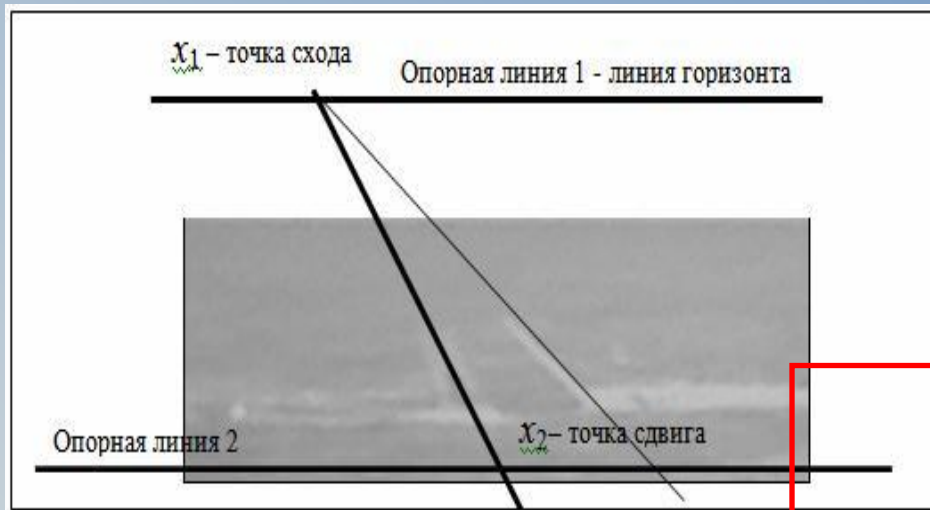 x1 – точка схода
Опорная линия 1 - линия горизонта
Опорная линия 2
x2– точка сдвига